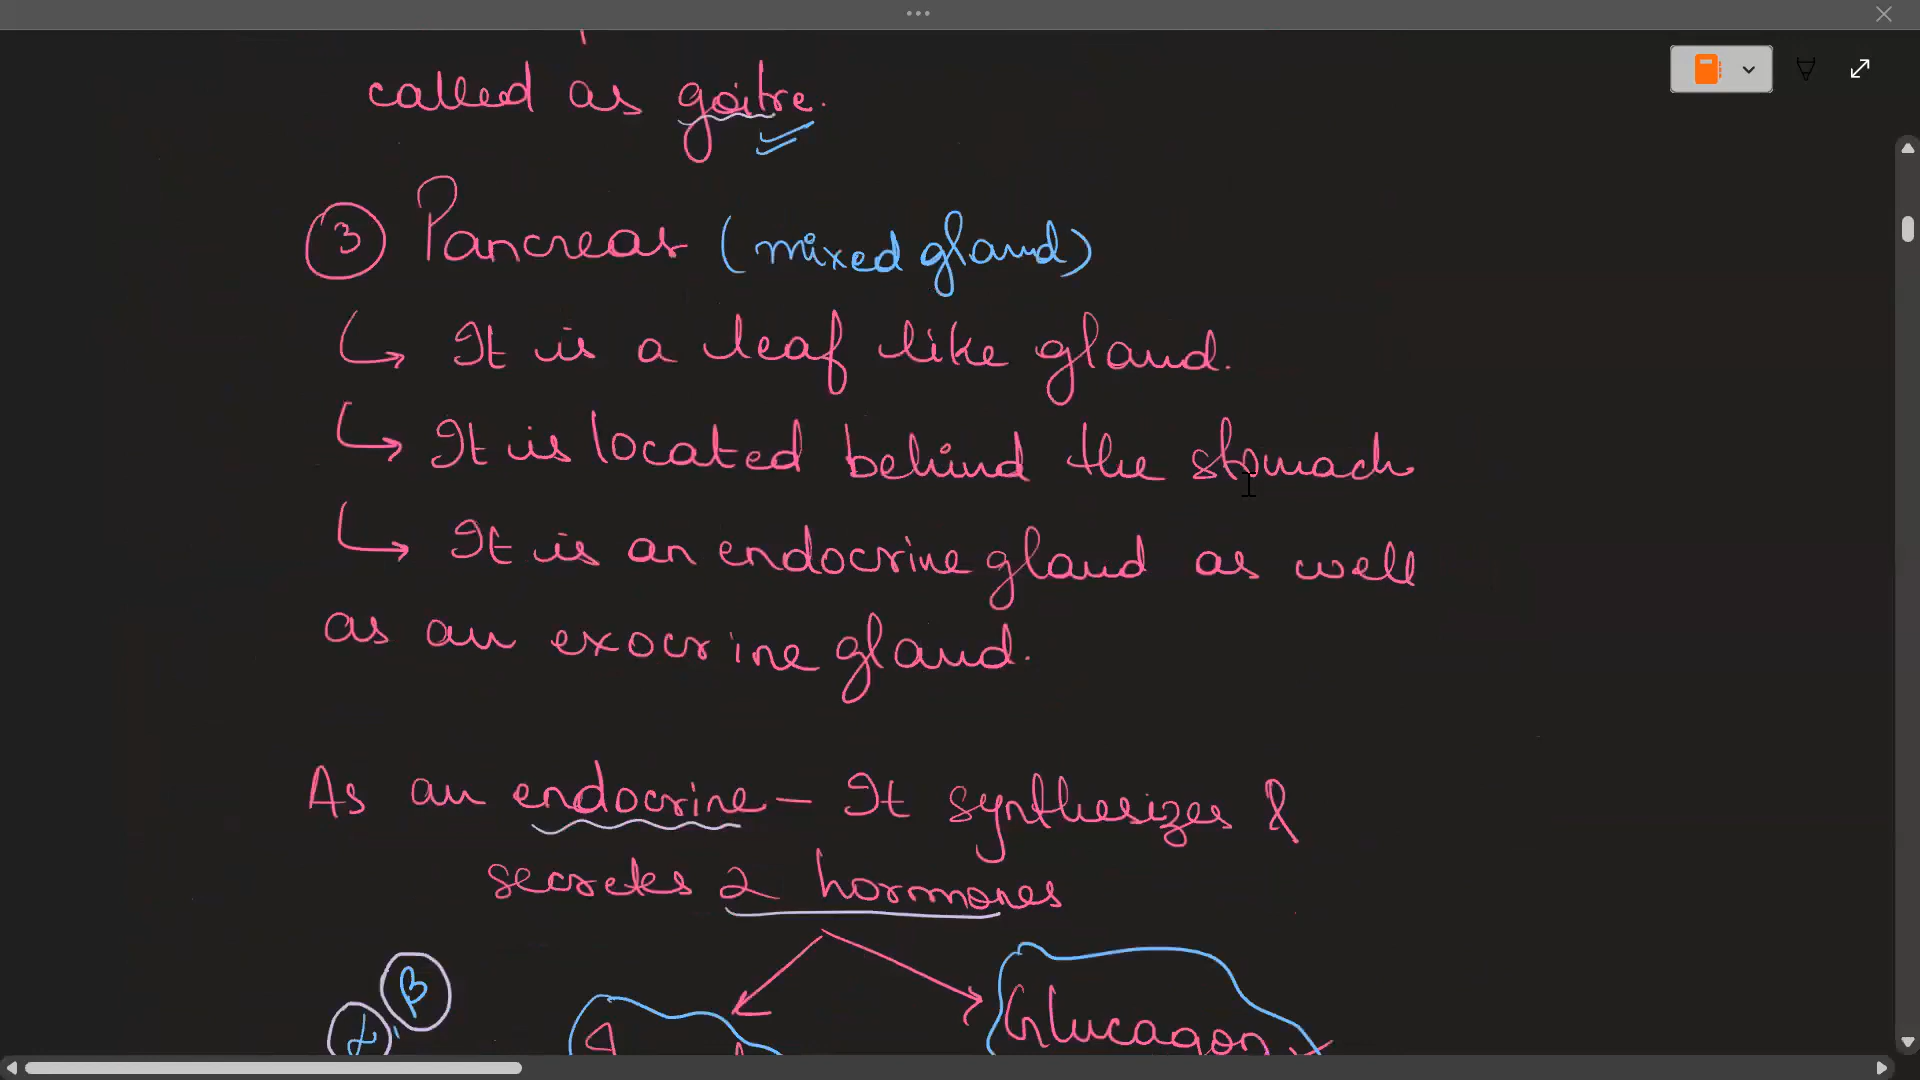 called as goitre.
3 Pancreas (mixed gland)
↳ It is a leaf like gland.
↳ It is located behind the stomach
↳ It is an endocrine gland as well
as an exocrine gland.
As an endocrine - It synthesizes &
secretes 2 hormones
β
α,
Glucagon